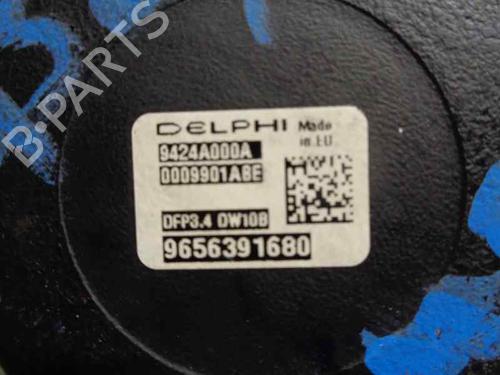 B-PARTS
DELPHI Made
in EU
9424A000A
0009901ABE
DFP3.4 DW10B
9656391680